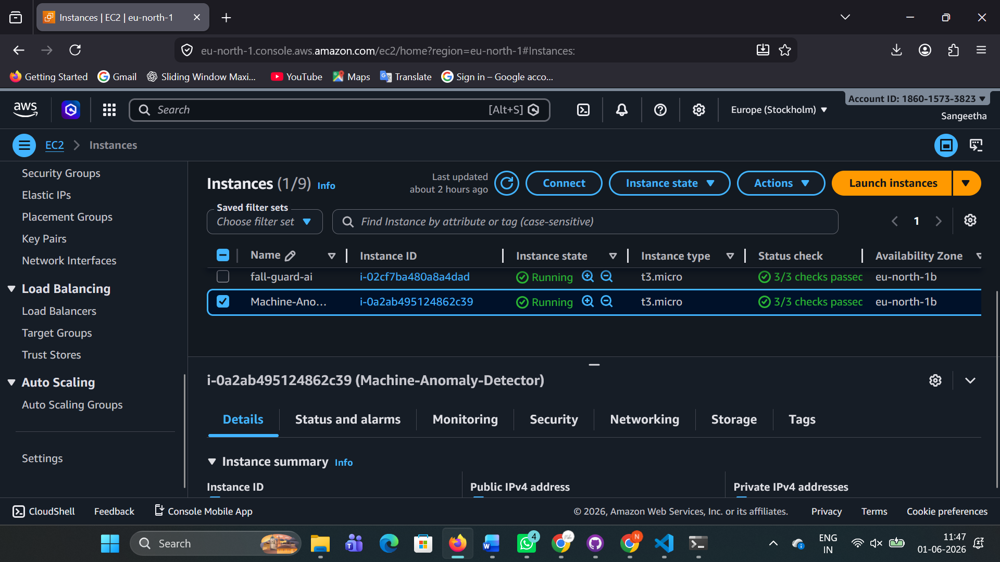 Instances | EC2 | eu-north-1
eu-north-1.console.aws.amazon.com/ec2/home?region=eu-north-1#Instances:
Getting Started
Gmail
Sliding Window Maxi...
YouTube
Maps
Translate
Sign in – Google acco...
aws
Search
[Alt+S]
Europe (Stockholm)
Account ID: 1860-1573-3823
Sangeetha
EC2
Instances
Security Groups
Elastic IPs
Placement Groups
Key Pairs
Network Interfaces
Load Balancing
Load Balancers
Target Groups
Trust Stores
Auto Scaling
Auto Scaling Groups
Settings
Instances (1/9) Info
Last updated
about 2 hours ago
Connect
Instance state
Actions
Launch instances
Saved filter sets
Choose filter set
Find Instance by attribute or tag (case-sensitive)
1
Name
Instance ID
Instance state
Instance type
Status check
Availability Zone
fall-guard-ai
i-02cf7ba480a8a4dad
Running
t3.micro
3/3 checks passec
eu-north-1b
Machine-Ano...
i-0a2ab495124862c39
Running
t3.micro
3/3 checks passec
eu-north-1b
i-0a2ab495124862c39 (Machine-Anomaly-Detector)
Details
Status and alarms
Monitoring
Security
Networking
Storage
Tags
Instance summary Info
Instance ID
Public IPv4 address
Private IPv4 addresses
CloudShell
Feedback
Console Mobile App
© 2026, Amazon Web Services, Inc. or its affiliates.
Privacy
Terms
Cookie preferences
Search
4
N
ENG
IN
11:47
01-06-2026